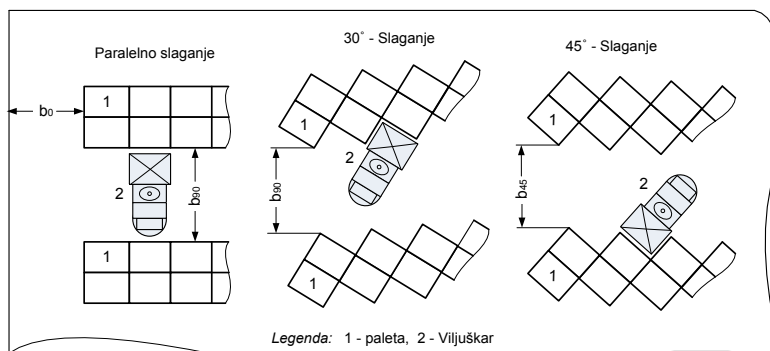 Paralelno slaganje
30˚ - Slaganje
45˚ - Slaganje
1
b0
2
b90
1
1
2
b90
1
1
2
b45
1
Legenda: 1 - paleta, 2 - Viljuškar